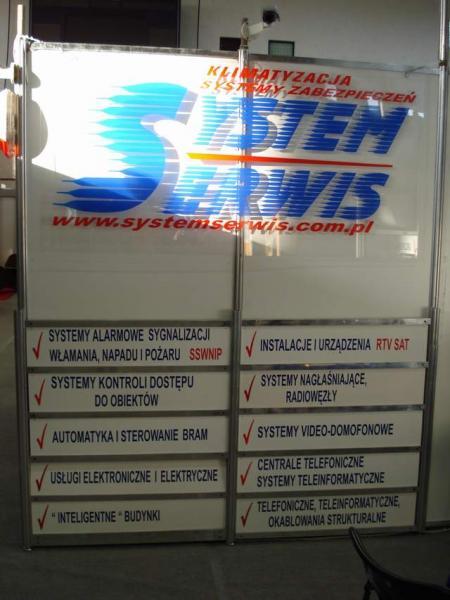 KLIMATYZACJA
SYSTEMY ZABEZPIECZEŃ
SYSTEM
SERWIS
www.systemserwis.com.pl
SYSTEMY ALARMOWE SYGNALIZACJI
WŁAMANIA, NAPADU I POŻARU SSWNIP
SYSTEMY KONTROLI DOSTĘPU
DO OBIEKTÓW
AUTOMATYKA I STEROWANIE BRAM
USŁUGI ELEKTRONICZNE I ELEKTRYCZNE
" INTELIGENTNE " BUDYNKI
INSTALACJE I URZĄDZENIA RTV SAT
SYSTEMY NAGŁAŚNIAJĄCE,
RADIOWĘZŁY
SYSTEMY VIDEO-DOMOFONOWE
CENTRALE TELEFONICZNE
SYSTEMY TELEINFORMATYCZNE
TELEFONICZNE, TELEINFORMATYCZNE,
OKABLOWANIA STRUKTURALNE